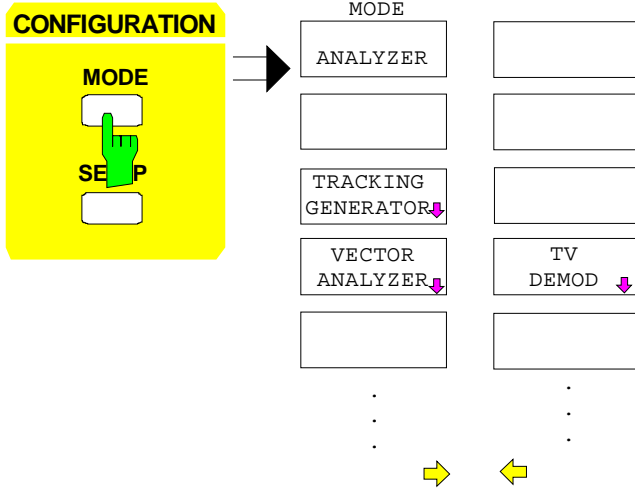 CONFIGURATION
MODE
MODE
ANALYZER
TRACKING
GENERATOR
VECTOR
ANALYZER
TV
DEMOD